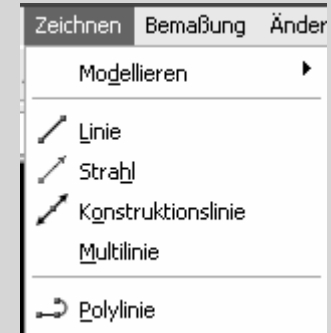 Zeichnen Bemaßung Änder
Modellieren
Linie
Strahl
Konstruktionslinie
Multilinie
Polylinie